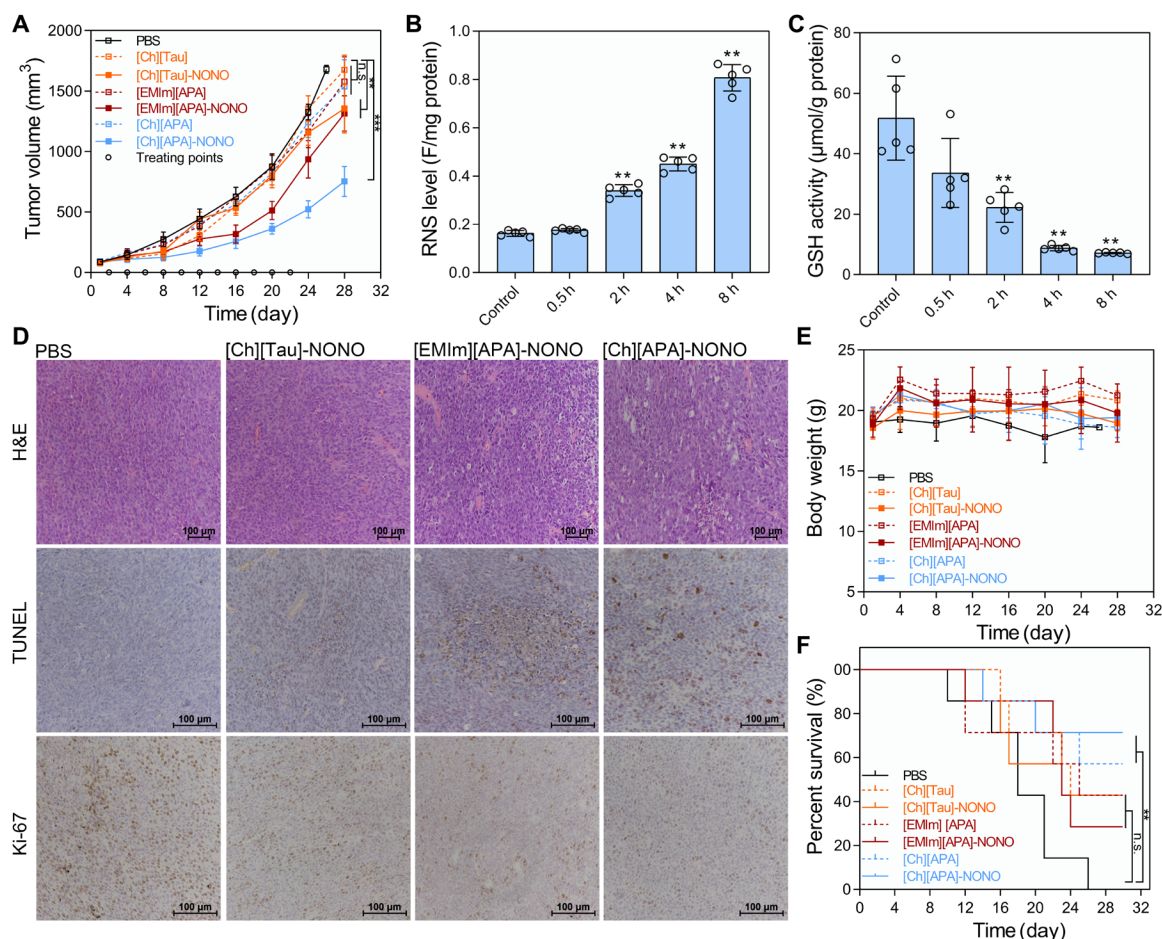 A
Tumor volume (mm³)
2000
1500
1000
500
0
0
4
8
12
16
20
24
28
32
Time (day)
PBS
[Ch][Tau]
[Ch][Tau]-NONO
[EMIm][APA]
[EMIm][APA]-NONO
[Ch][APA]
[Ch][APA]-NONO
Treating points
n.s.
**
***
B
RNS level (F/mg protein)
1.0
0.8
0.6
0.4
0.2
0.0
**
**
**
Control
0.5 h
2 h
4 h
8 h
C
GSH activity (μmol/g protein)
80
60
40
20
0
**
**
**
Control
0.5 h
2 h
4 h
8 h
D
PBS
[Ch][Tau]-NONO
[EMIm][APA]-NONO
[Ch][APA]-NONO
H&E
100 μm
100 μm
100 μm
100 μm
TUNEL
100 μm
100 μm
100 μm
100 μm
Ki-67
100 μm
100 μm
100 μm
100 μm
E
Body weight (g)
25
20
15
10
5
0
4
8
12
16
20
24
28
32
Time (day)
PBS
[Ch][Tau]
[Ch][Tau]-NONO
[EMIm][APA]
[EMIm][APA]-NONO
[Ch][APA]
[Ch][APA]-NONO
F
Percent survival (%)
00
80
60
40
20
0
0
4
8
12
16
20
24
28
32
Time (day)
PBS
[Ch][Tau]
[Ch][Tau]-NONO
[EMIm] [APA]
[EMIm][APA]-NONO
[Ch][APA]
[Ch][APA]-NONO
n.s.
**